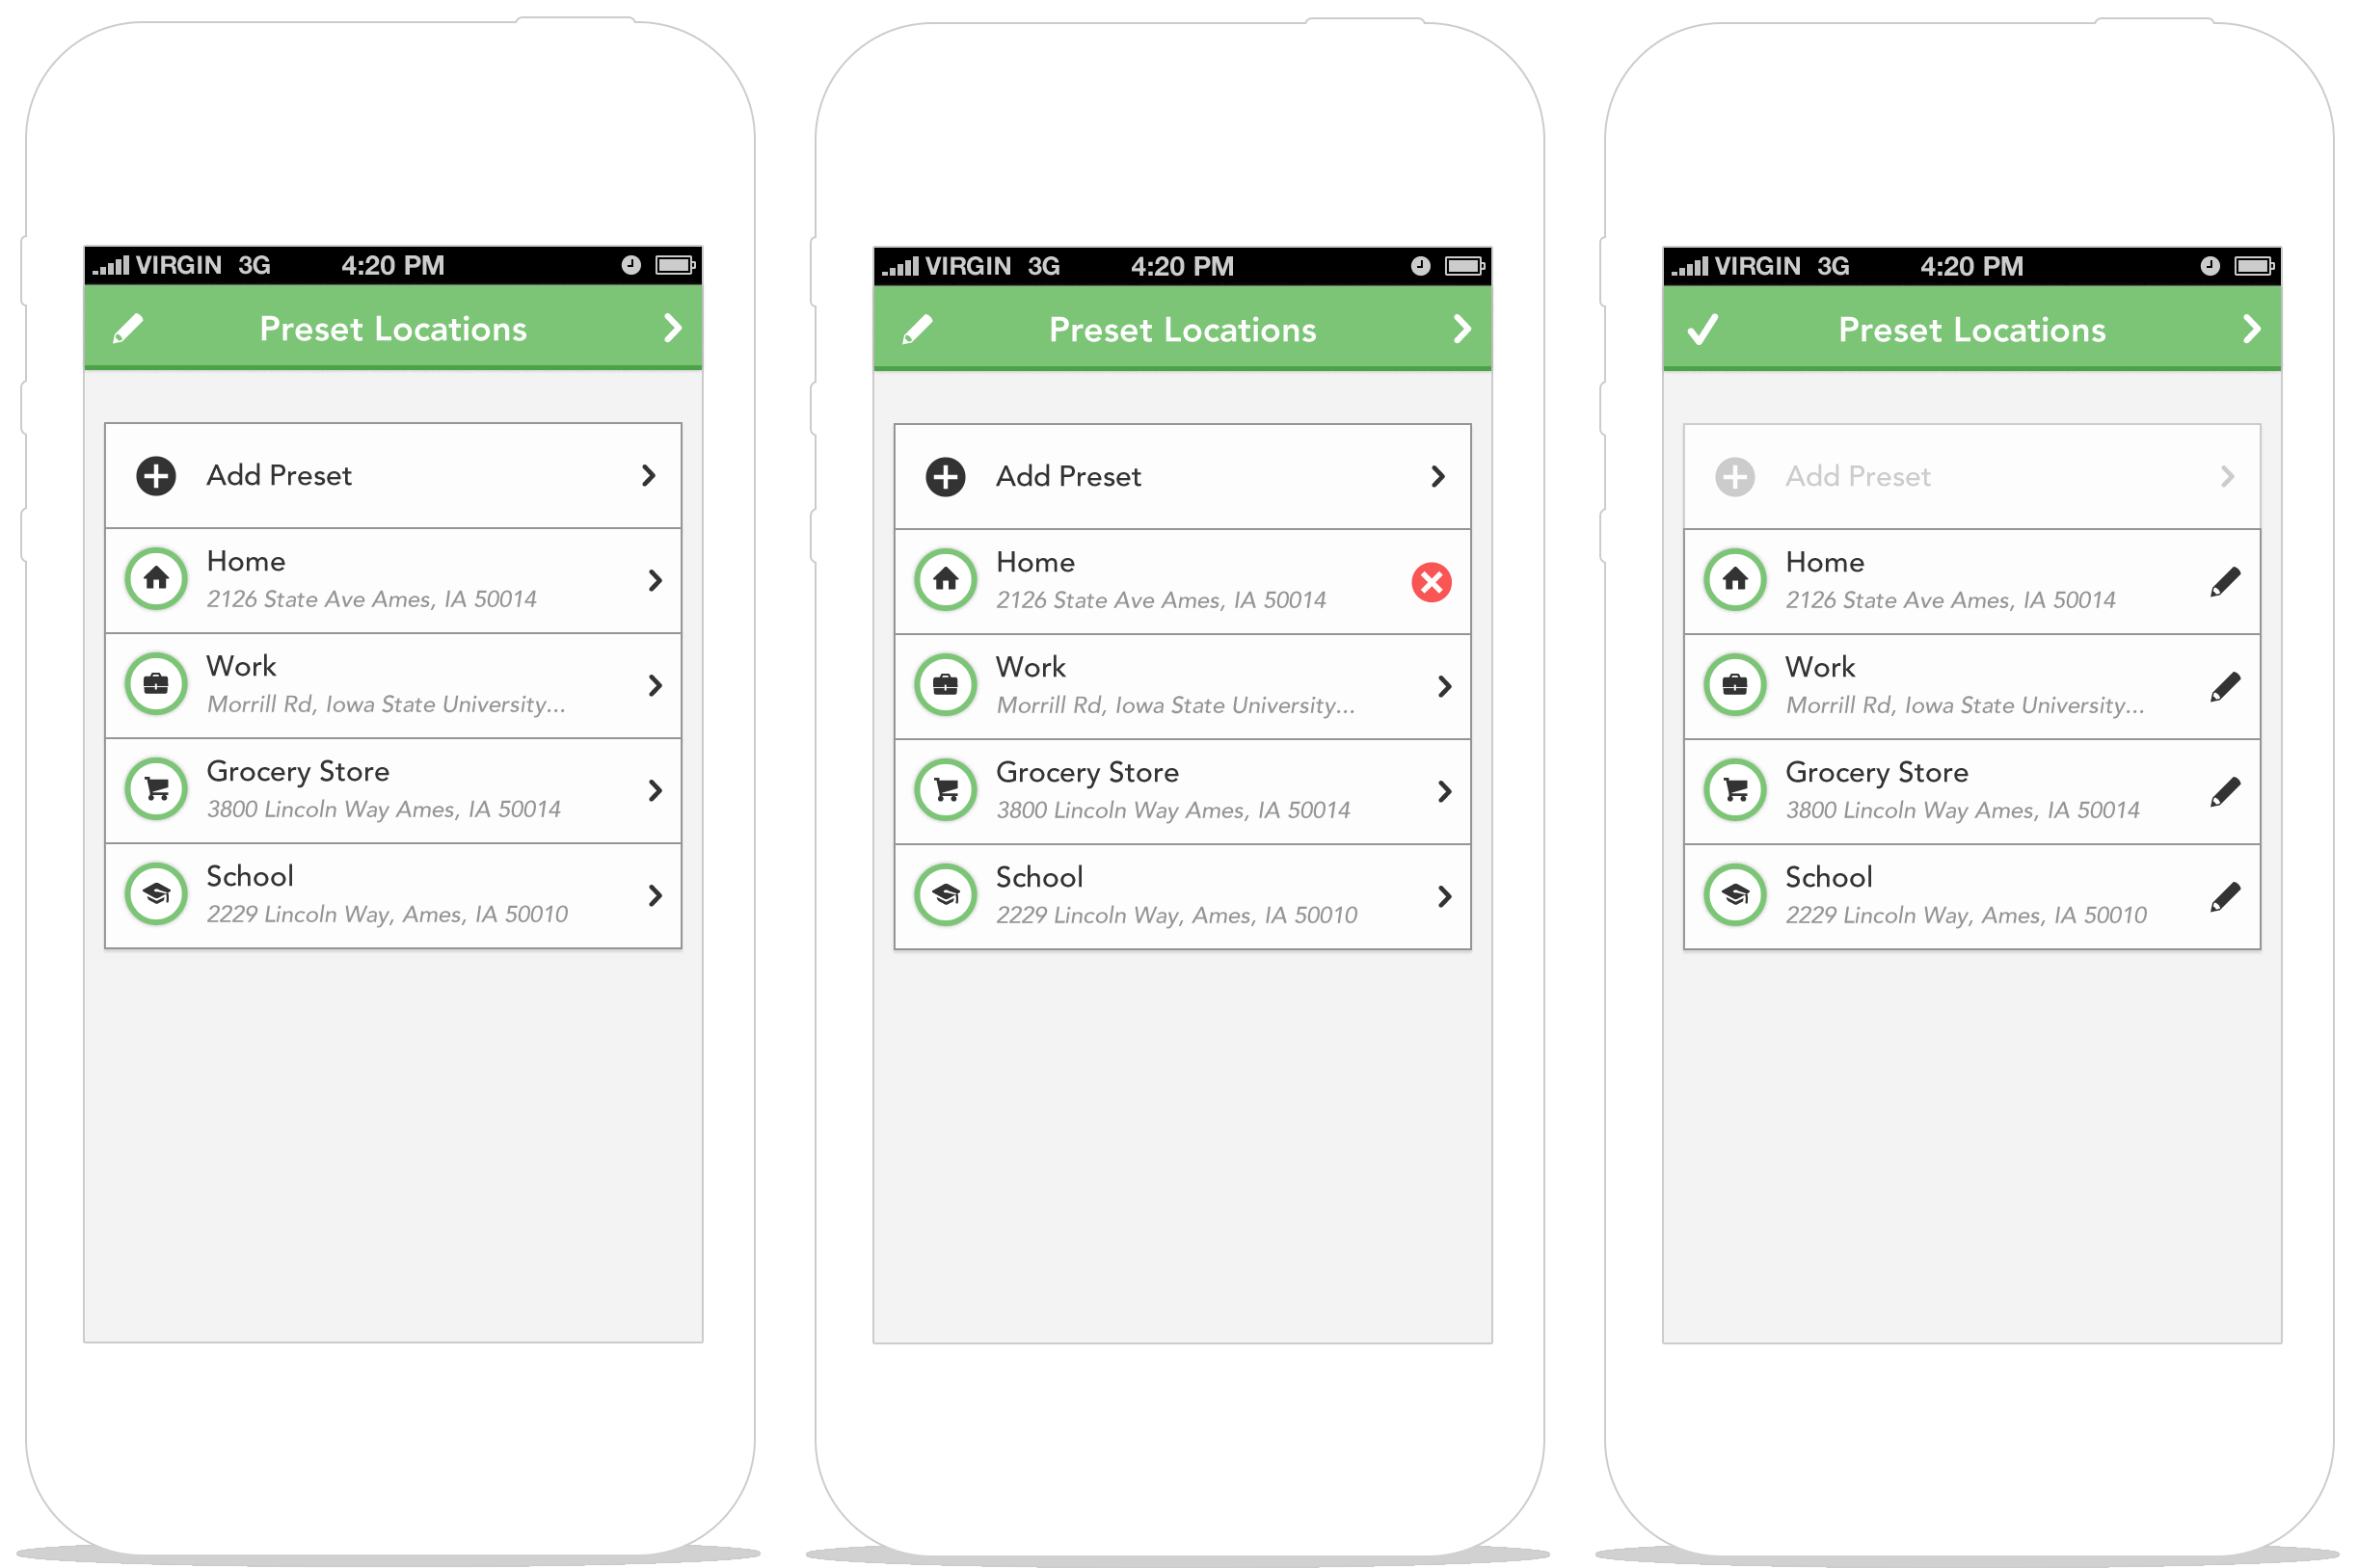 VIRGIN 3G 4:20 PM
Preset Locations
Add Preset
Home
2126 State Ave Ames, IA 50014
Work
Morrill Rd, Iowa State University...
Grocery Store
3800 Lincoln Way Ames, IA 50014
School
2229 Lincoln Way, Ames, IA 50010
VIRGIN 3G 4:20 PM
Preset Locations
Add Preset
Home
2126 State Ave Ames, IA 50014
Work
Morrill Rd, Iowa State University...
Grocery Store
3800 Lincoln Way Ames, IA 50014
School
2229 Lincoln Way, Ames, IA 50010
VIRGIN 3G 4:20 PM
Preset Locations
Add Preset
Home
2126 State Ave Ames, IA 50014
Work
Morrill Rd, Iowa State University...
Grocery Store
3800 Lincoln Way Ames, IA 50014
School
2229 Lincoln Way, Ames, IA 50010